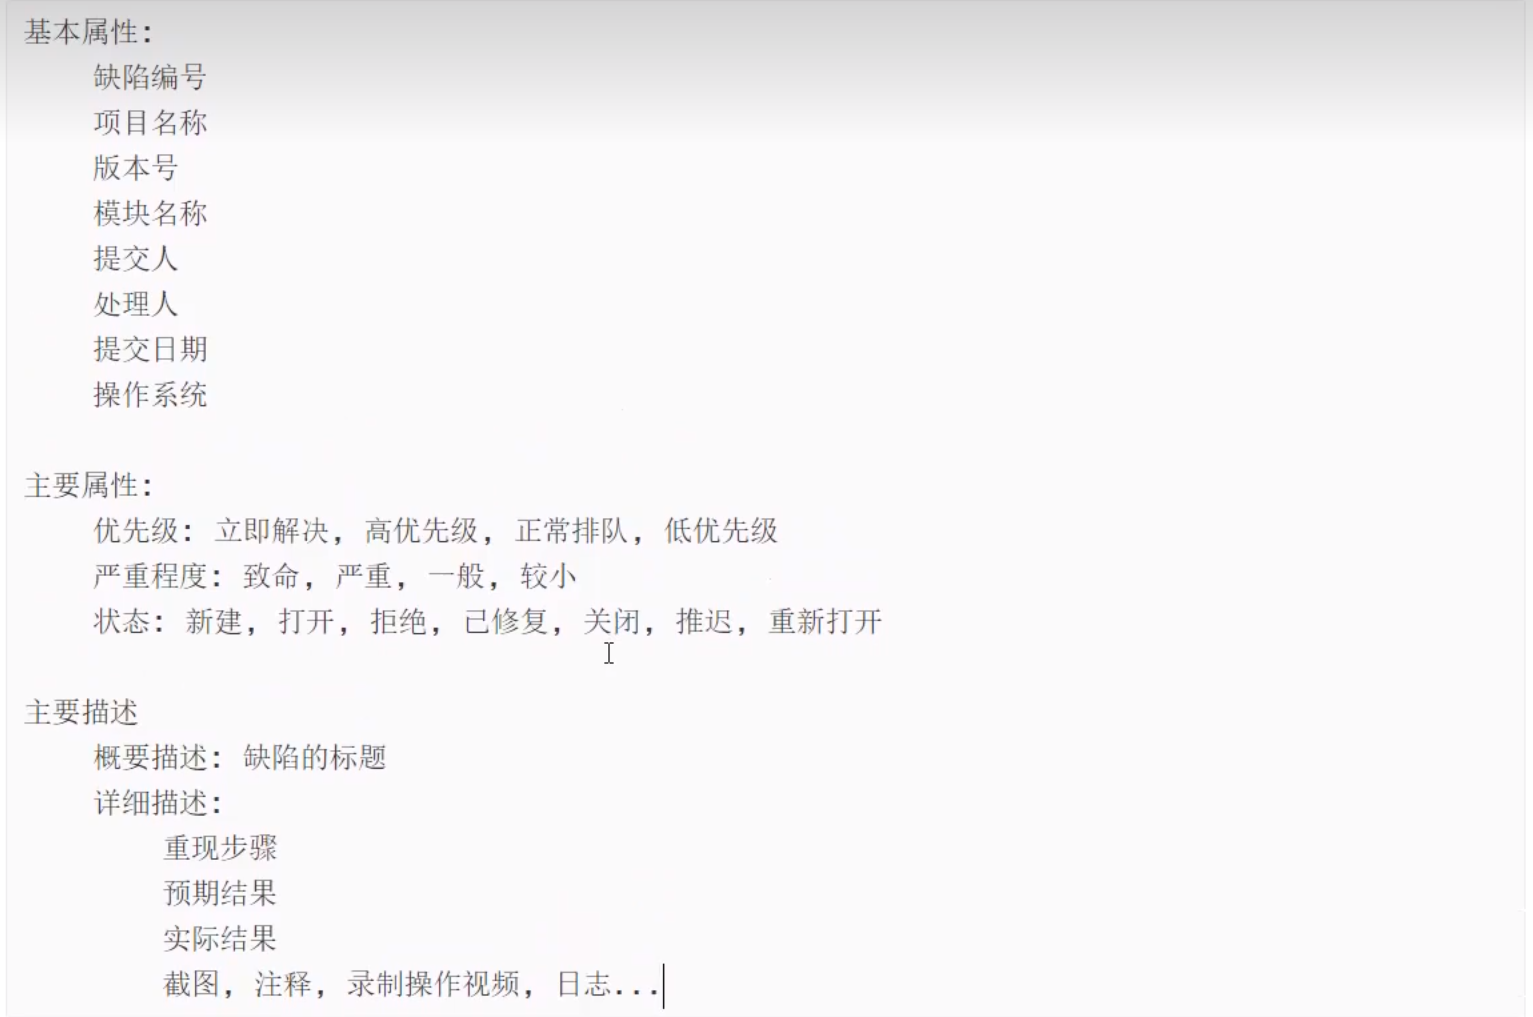 基本属性：
缺陷编号
项目名称
版本号
模块名称
提交人
处理人
提交日期
操作系统
主要属性：
优先级：立即解决，高优先级，正常排队，低优先级
严重程度：致命，严重，一般，较小
状态：新建，打开，拒绝，已修复，关闭，推迟，重新打开
主要描述
概要描述：缺陷的标题
详细描述：
重现步骤
预期结果
实际结果
截图，注释，录制操作视频，日志...